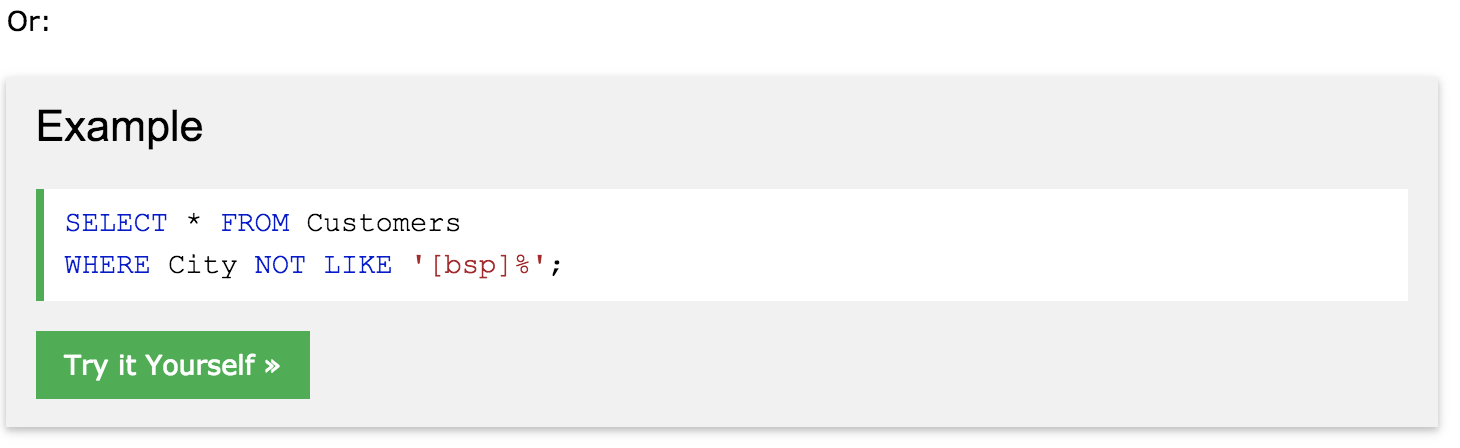 Or:
Example
SELECT * FROM Customers
WHERE City NOT LIKE '[bsp]%';
Try it Yourself »